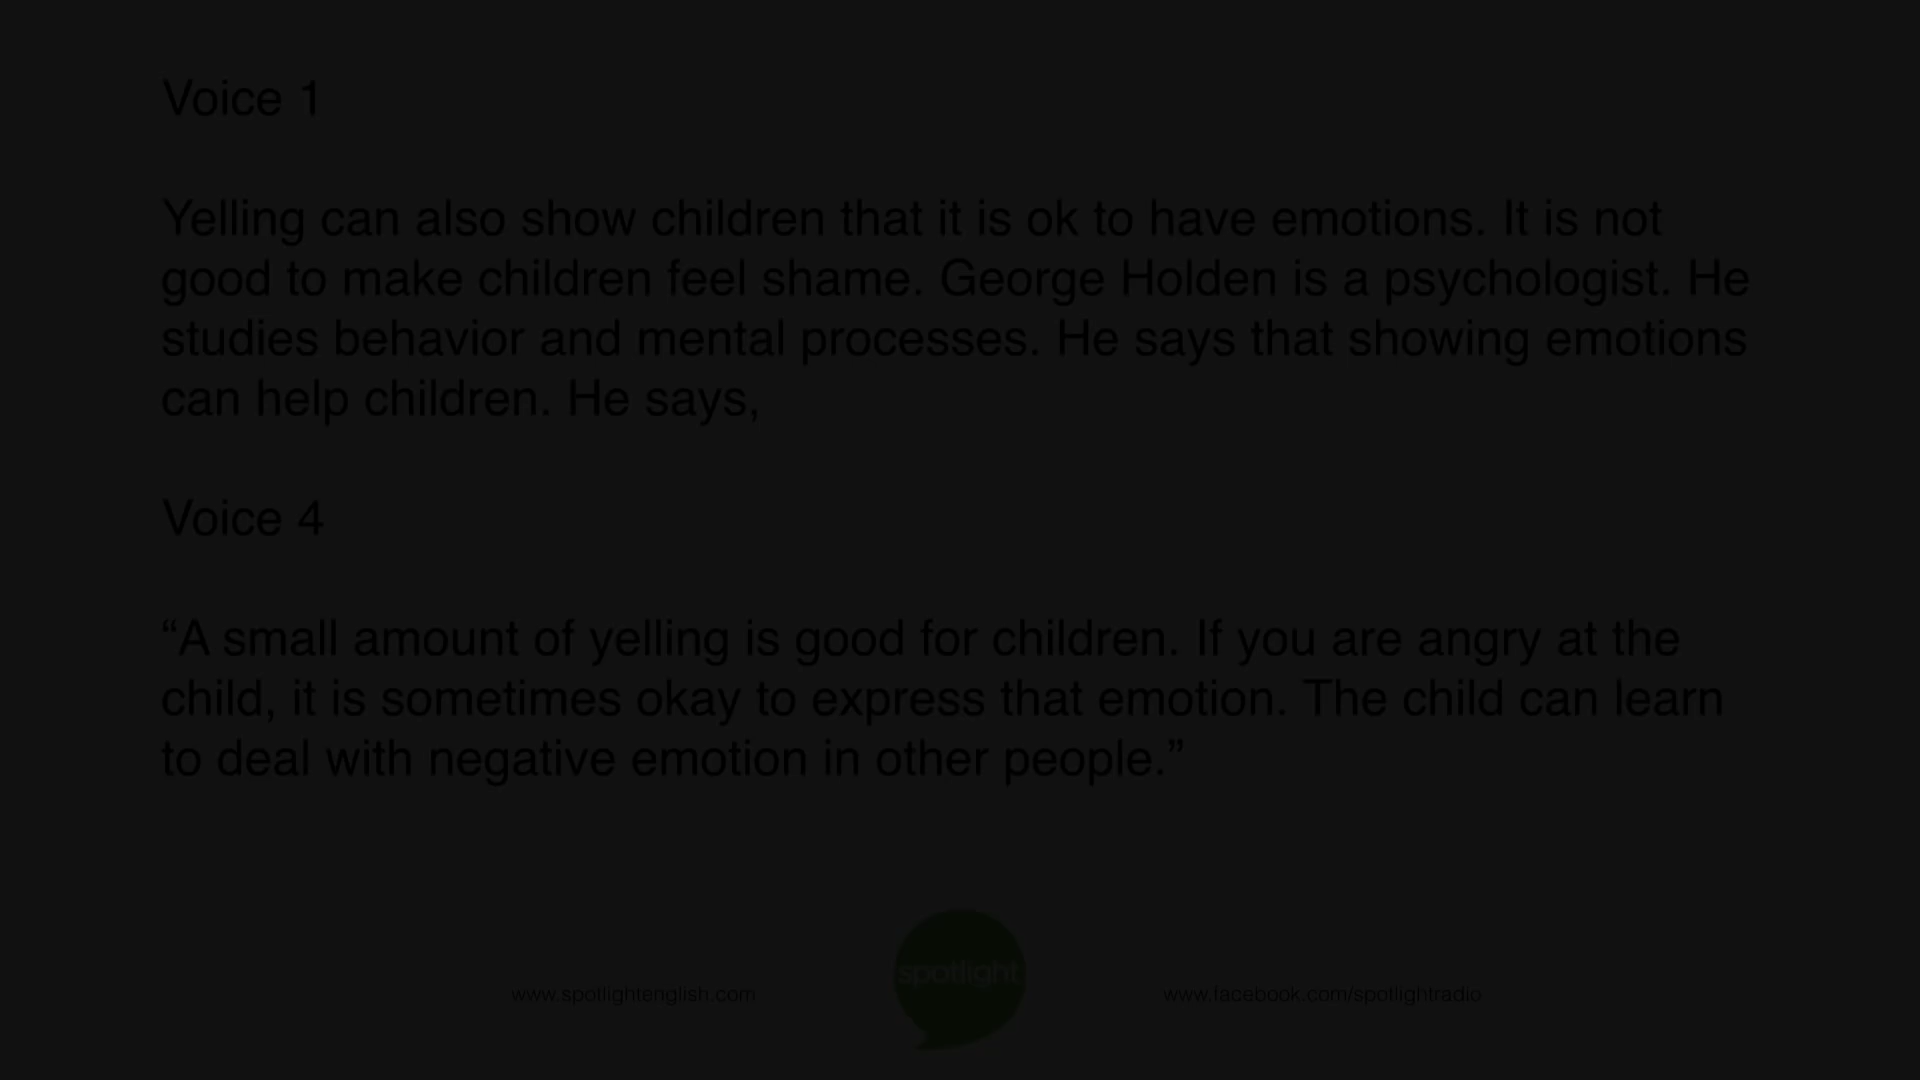 Voice 1
Yelling can also show children that it is ok to have emotions. It is not
good to make children feel shame. George Holden is a psychologist. He
studies behavior and mental processes. He says that showing emotions
can help children. He says,
Voice 4
“A small amount of yelling is good for children. If you are angry at the
child, it is sometimes okay to express that emotion. The child can learn
to deal with negative emotion in other people.”
spotlight
www.spotlightenglish.com
www.facebook.com/spotlightradio